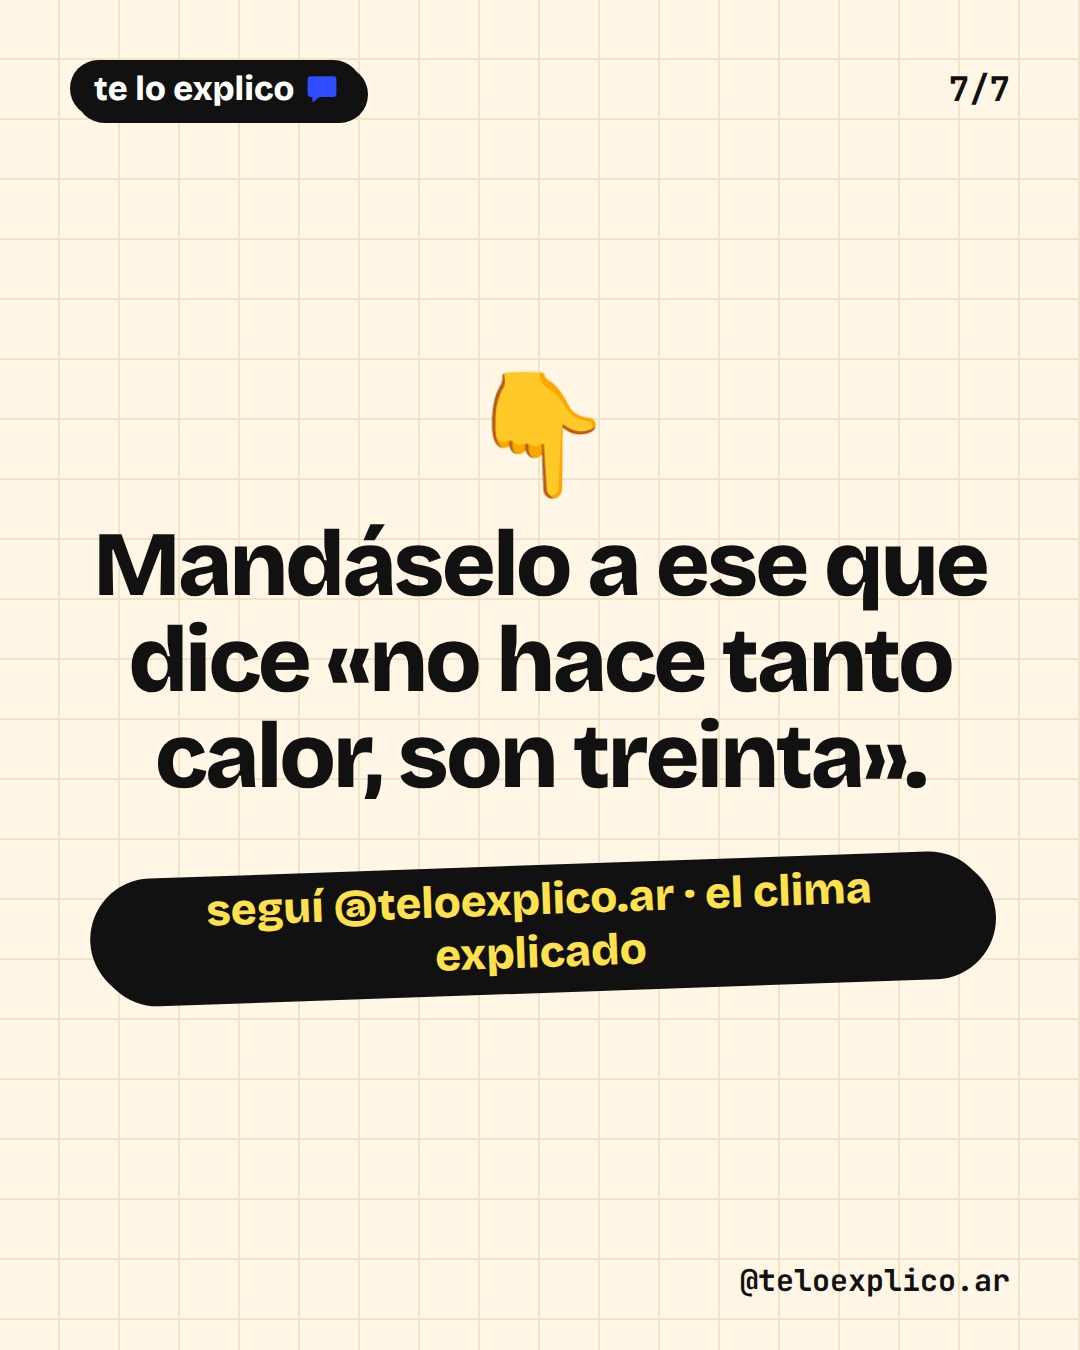 te lo explico
7/7
Mandáselo a ese que
dice «no hace tanto
calor, son treinta».
seguí @teloexplico.ar · el clima
explicado
@teloexplico.ar